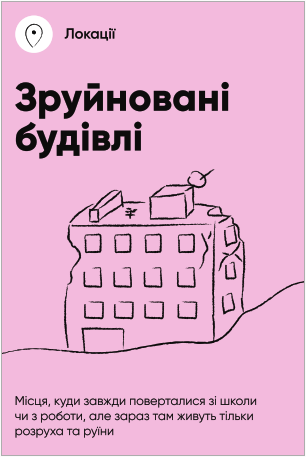 Локації
Зруйновані
будівлі
Місця, куди завжди поверталися зі школи
чи з роботи, але зараз там живуть тільки
розруха та руїни